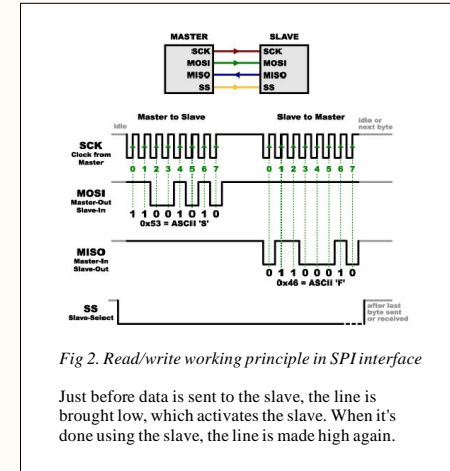 MASTER SLAVE
SCK SCK
MOSI MOSI
MISO MISO
SS SS
Master to Slave Slave to Master
idle
idle or
next byte
SCK
Clock from
Master
0 1 2 3 4 5 6 7 0 1 2 3 4 5 6 7
MOSI
Master-Out
Slave-In
1 1 0 0 1 0 1 0
0x53 = ASCII 'S'
MISO
Master-In
Slave-Out
0 1 1 0 0 0 1 0
0x46 = ASCII 'F'
SS
Slave-Select
after last
byte sent
or received
Fig 2. Read/write working principle in SPI interface
Just before data is sent to the slave, the line is
brought low, which activates the slave. When it's
done using the slave, the line is made high again.